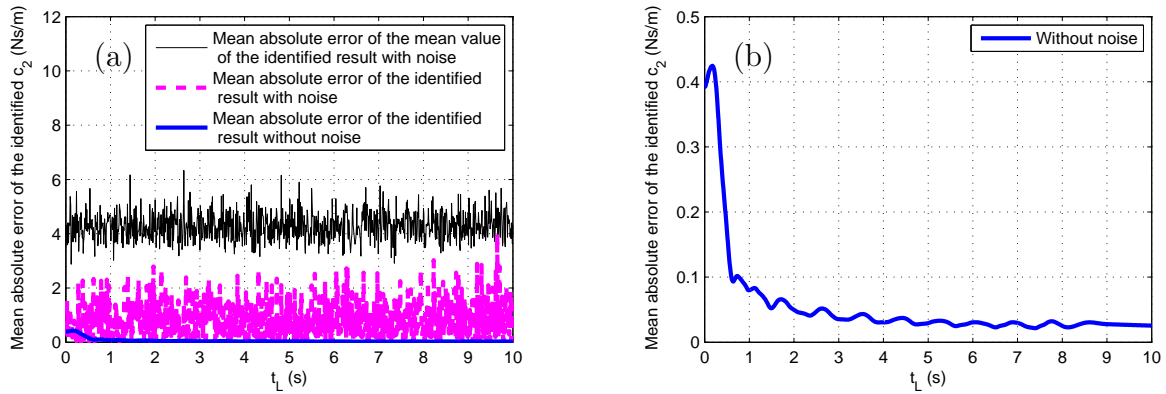 Mean absolute error of the identified c2 (Ns/m)
12
10
8
6
4
2
0
(a)
Mean absolute error of the mean value
of the identified result with noise
Mean absolute error of the identified
result with noise
Mean absolute error of the identified
result without noise
0 1 2 3 4 5 6 7 8 9 10
t_L (s)
Mean absolute error of the identified c2 (Ns/m)
0.5
0.4
0.3
0.2
0.1
0
(b)
Without noise
0 1 2 3 4 5 6 7 8 9 10
t_L (s)